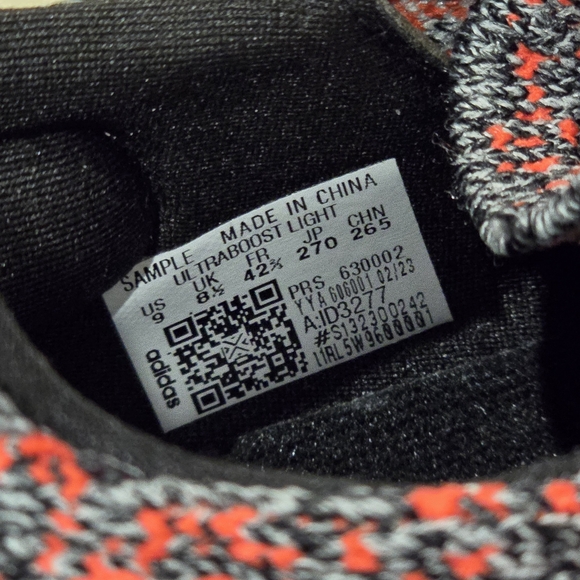 SAMPLE MADE IN CHINA
ULTRABOOST LIGHT
US UK FR JP CHN
9 8½ 42⅔ 270 265
PRS 630002
YYA 606001 02/23
A:ID3277
#S132300242
adidas